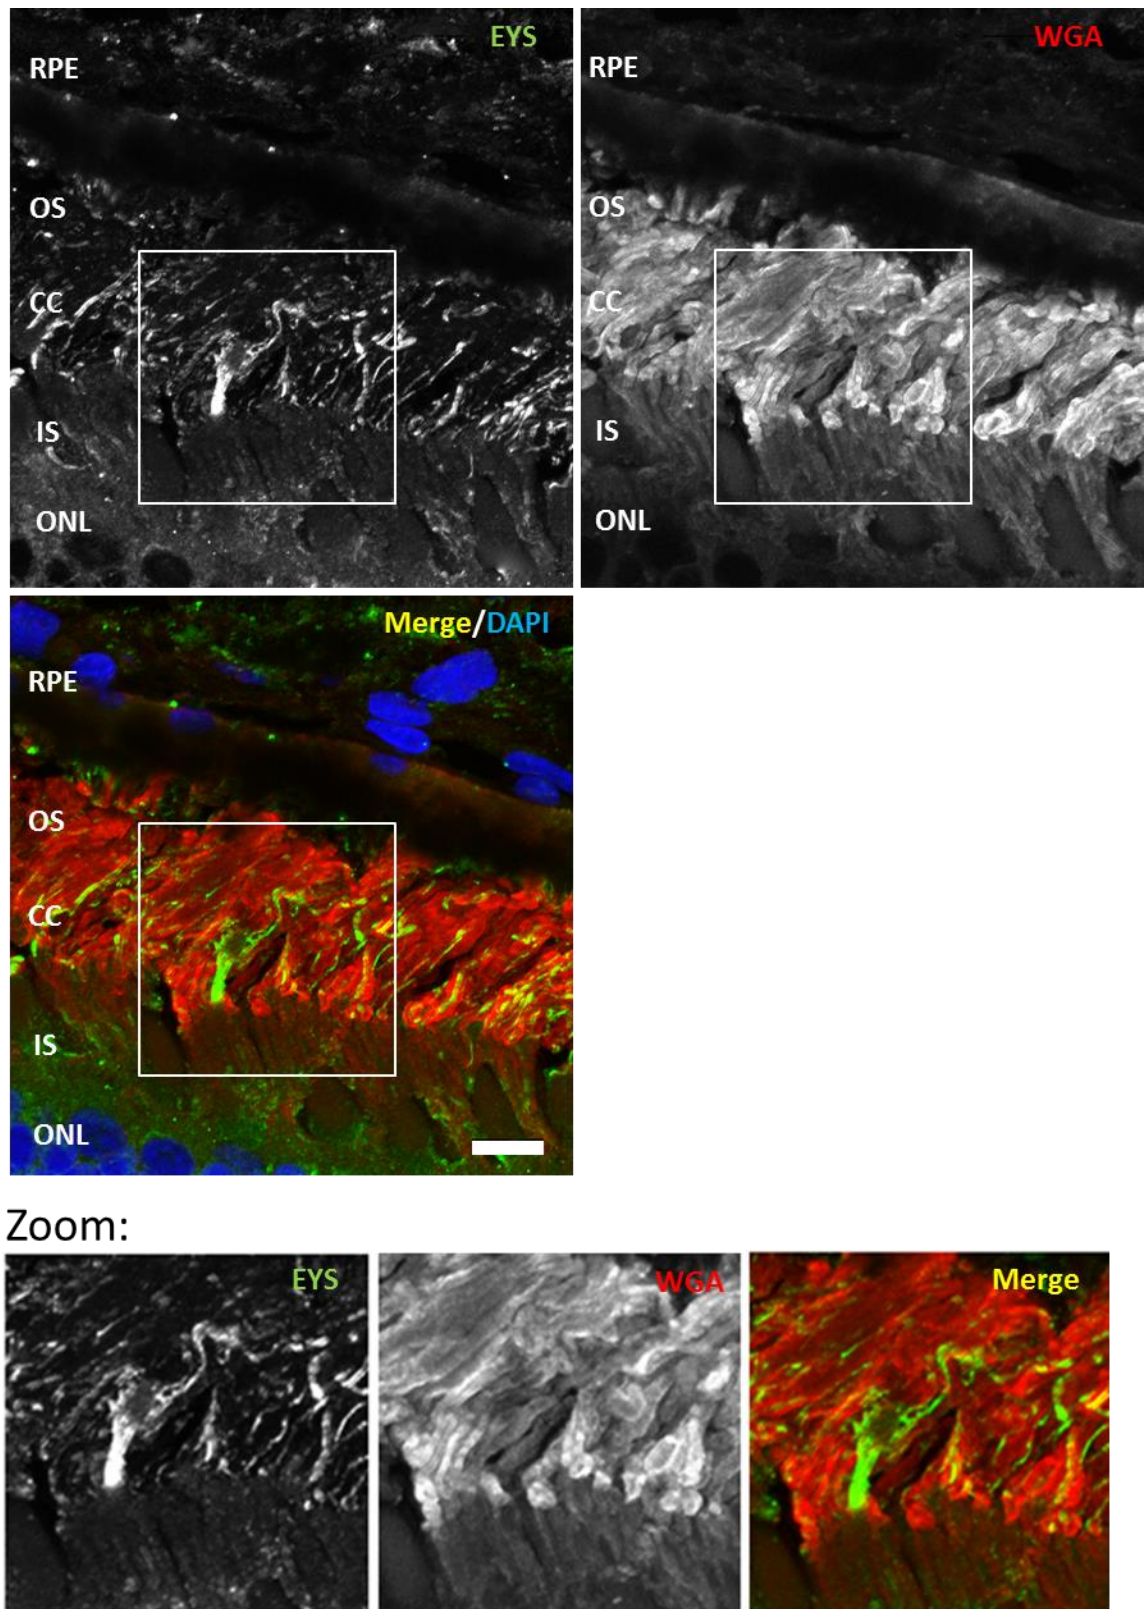 EYS
RPE
OS
CC
IS
ONL
WGA
RPE
OS
CC
IS
ONL
Merge/DAPI
RPE
OS
CC
IS
ONL
Zoom:
EYS
WGA
Merge